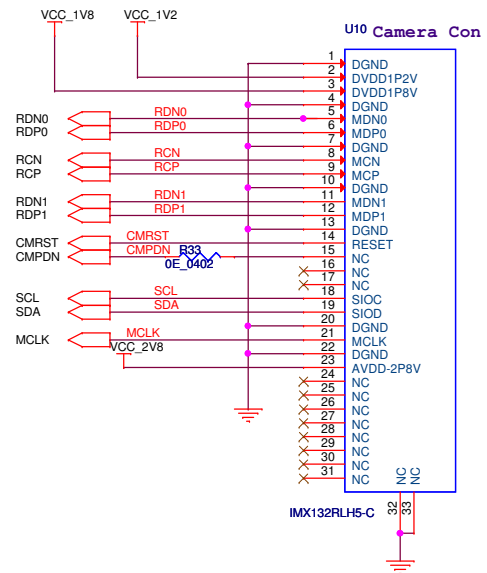 VCC_1V8 VCC_1V2
U10 Camera Con
1 DGND
2 DVDD1P2V
3 DVDD1P8V
4 DGND
RDN0 RDN0 5 MDN0
RDP0 RDP0 6 MDP0
7 DGND
RCN RCN 8 MCN
RCP RCP 9 MCP
10 DGND
RDN1 RDN1 11 MDN1
RDP1 RDP1 12 MDP1
13 DGND
CMRST CMRST 14 RESET
CMPDN CMPDN R33 15 NC
0E_0402
16 NC
17 NC
SCL SCL 18 SIOC
SDA SDA 19 SIOD
20 DGND
MCLK MCLK 21 MCLK
VCC_2V8 22 DGND
23 AVDD-2P8V
24 NC
25 NC
26 NC
27 NC
28 NC
29 NC
30 NC
31 NC
NC NC
32 33
IMX132RLH5-C